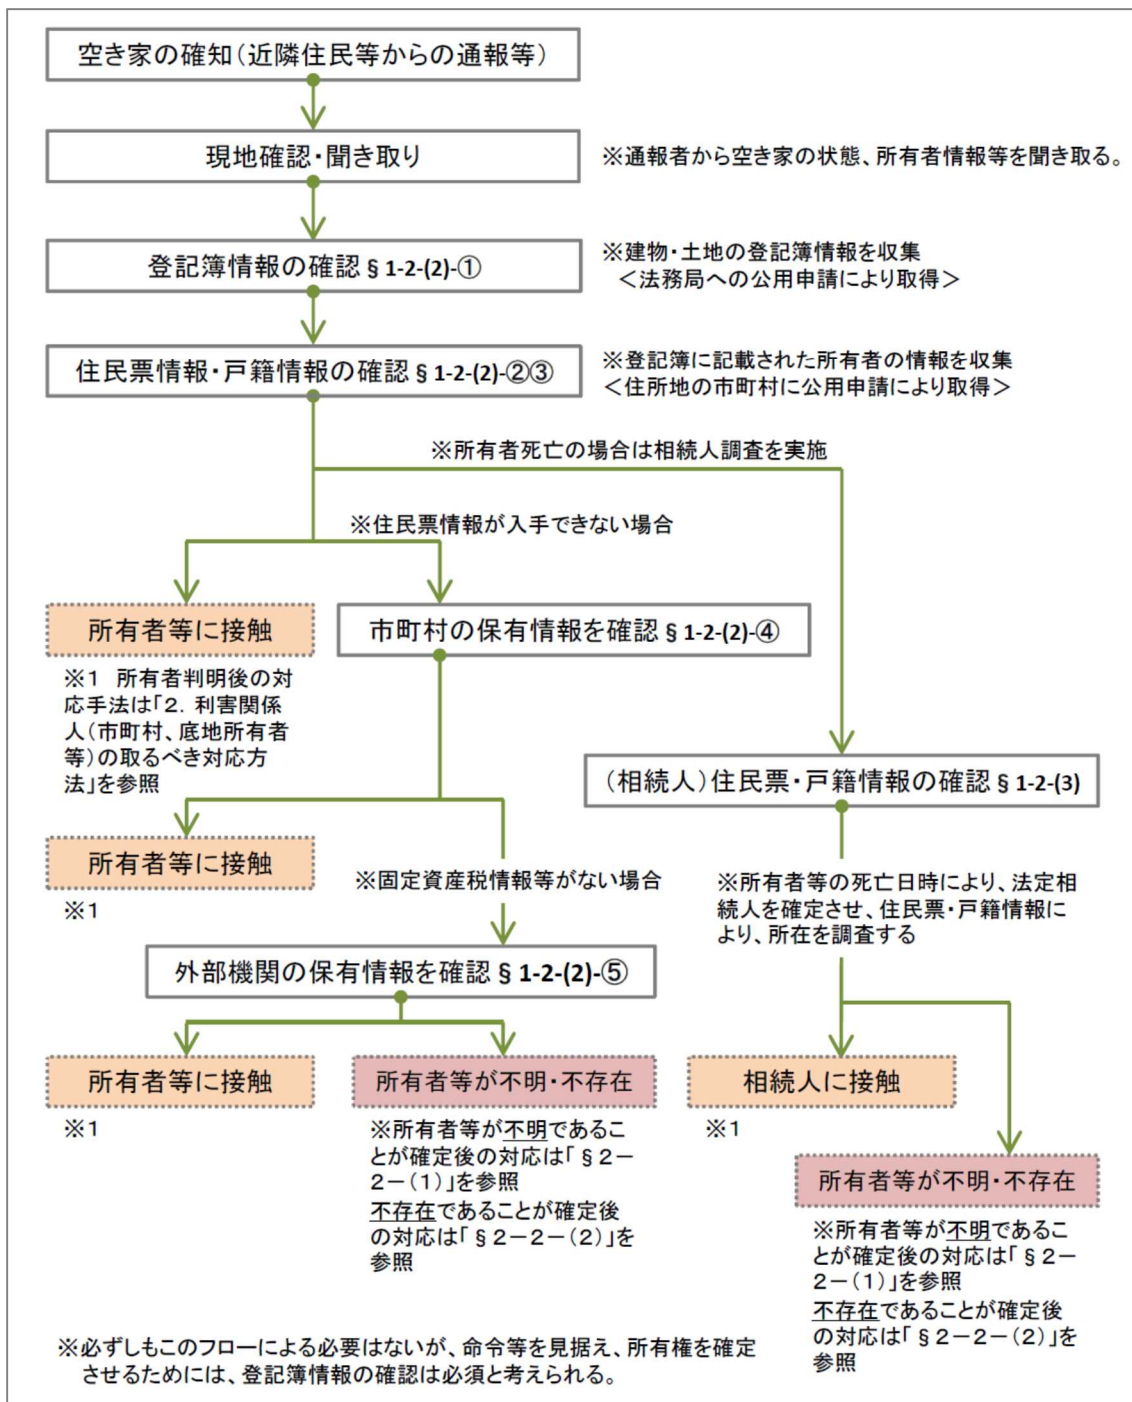 空き家の確知(近隣住民等からの通報等)
現地確認・聞き取り
※通報者から空き家の状態、所有者情報等を聞き取る。
登記簿情報の確認§1-2-(2)-①
※建物・土地の登記簿情報を収集
<法務局への公用申請により取得>
住民票情報・戸籍情報の確認§1-2-(2)-②③
※登記簿に記載された所有者の情報を収集
<住所地の市町村に公用申請により取得>
※所有者死亡の場合は相続人調査を実施
※住民票情報が入手できない場合
所有者等に接触
市町村の保有情報を確認§1-2-(2)-④
※1 所有者判明後の対
応手法は「2.利害関係
人(市町村、底地所有者
等)の取るべき対応方
法」を参照
(相続人)住民票・戸籍情報の確認§1-2-(3)
所有者等に接触
※1
※固定資産税情報等がない場合
※所有者等の死亡日時により、法定相
続人を確定させ、住民票・戸籍情報に
より、所在を調査する
外部機関の保有情報を確認§1-2-(2)-⑤
所有者等に接触
※1
所有者等が不明・不存在
※所有者等が不明であるこ
とが確定後の対応は「§2-
2-(1)」を参照
不存在であることが確定後
の対応は「§2-2-(2)」を
参照
相続人に接触
※1
所有者等が不明・不存在
※所有者等が不明であるこ
とが確定後の対応は「§2-
2-(1)」を参照
不存在であることが確定後
の対応は「§2-2-(2)」を
参照
※必ずしもこのフローによる必要はないが、命令等を見据え、所有権を確定
させるためには、登記簿情報の確認は必須と考えられる。